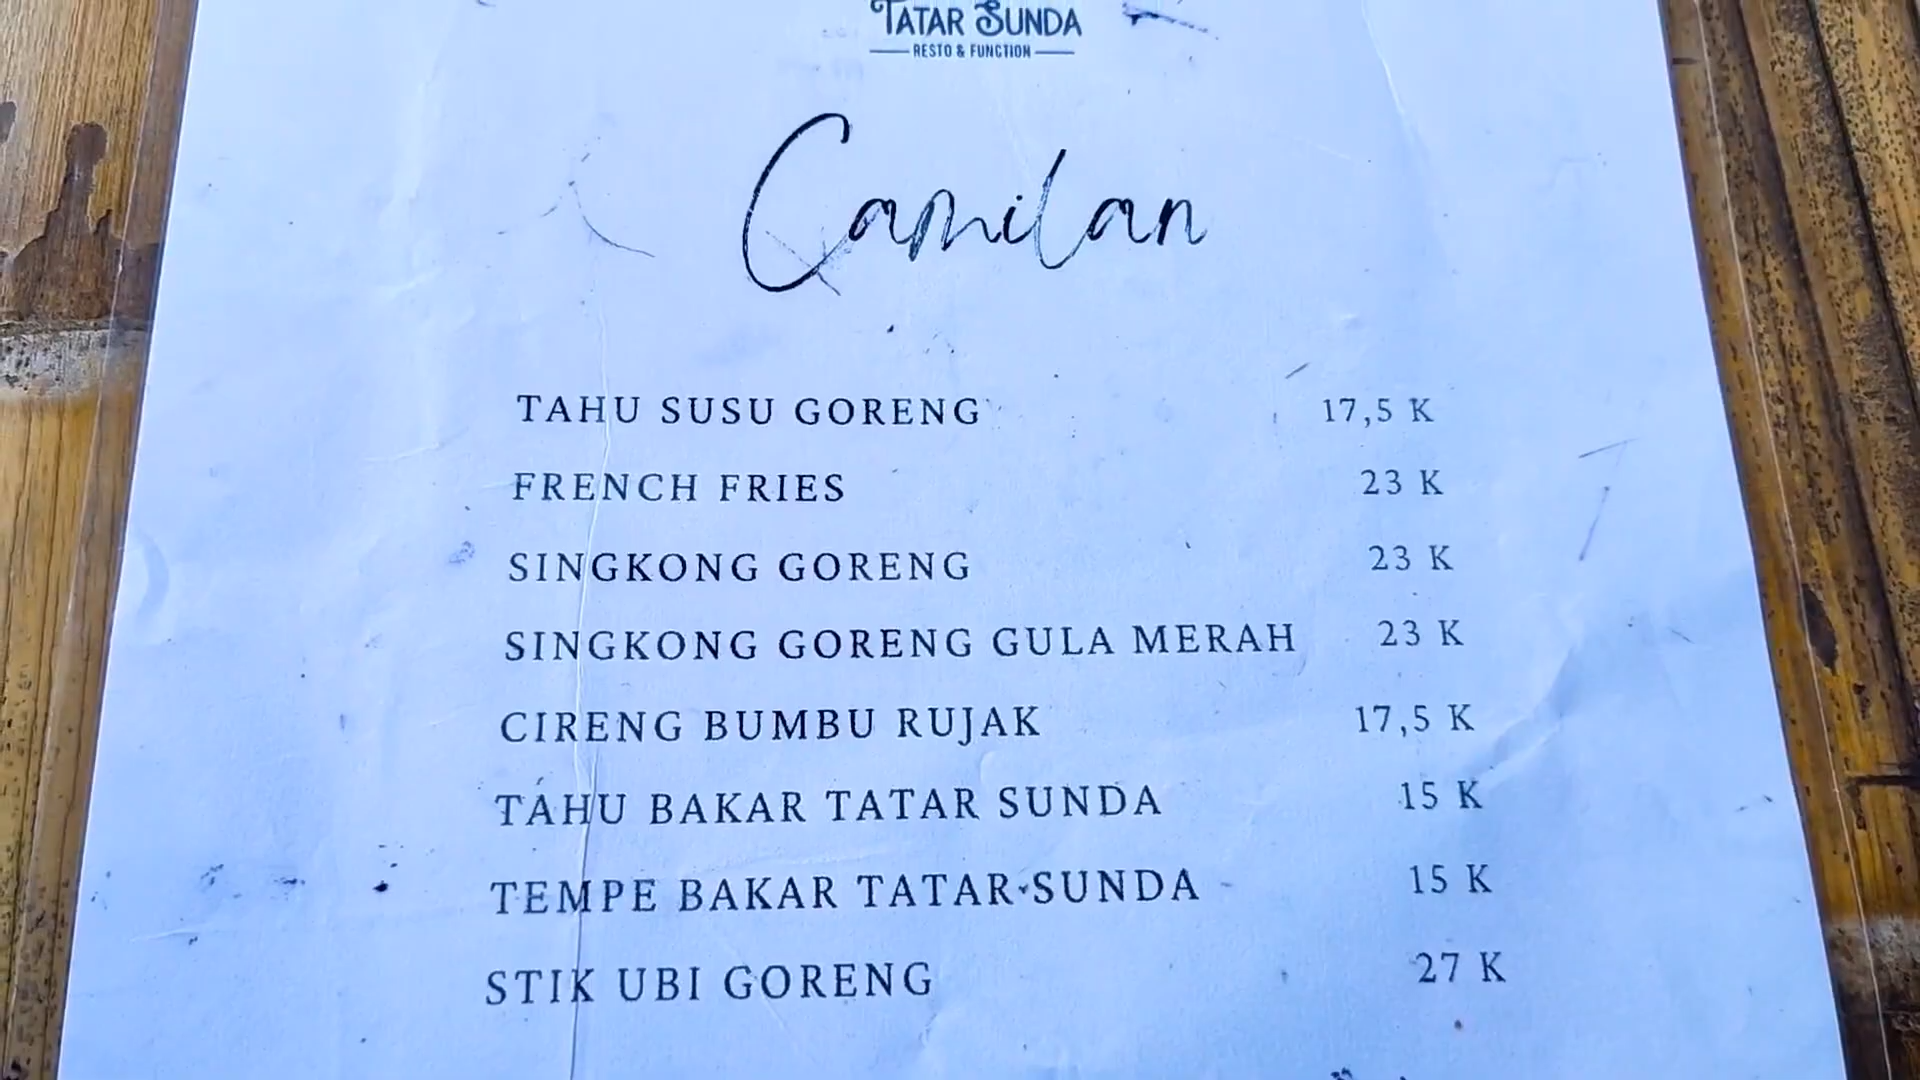 TATAR SUNDA
RESTO & FUNCTION
Camilan
TAHU SUSU GORENG 17,5 K
FRENCH FRIES 23 K
SINGKONG GORENG 23 K
SINGKONG GORENG GULA MERAH 23 K
CIRENG BUMBU RUJAK 17,5 K
TAHU BAKAR TATAR SUNDA 15 K
TEMPE BAKAR TATAR SUNDA 15 K
STIK UBI GORENG 27 K